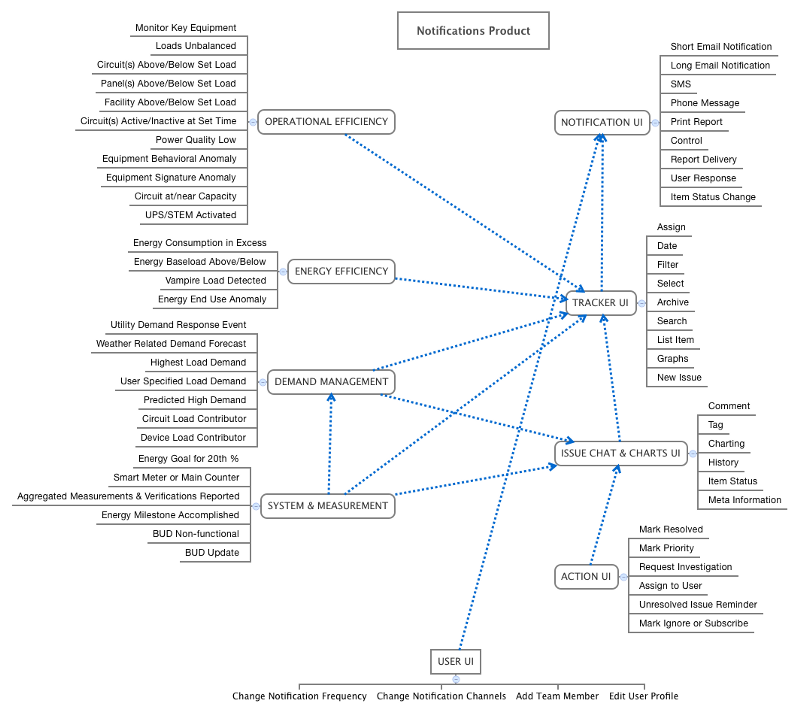 Notifications Product
Monitor Key Equipment
Loads Unbalanced
Circuit(s) Above/Below Set Load
Panel(s) Above/Below Set Load
Facility Above/Below Set Load
Circuit(s) Active/Inactive at Set Time
Power Quality Low
Equipment Behavioral Anomaly
Equipment Signature Anomaly
Circuit at/near Capacity
UPS/STEM Activated
OPERATIONAL EFFICIENCY
Energy Consumption in Excess
Energy Baseload Above/Below
Vampire Load Detected
Energy End Use Anomaly
ENERGY EFFICIENCY
Utility Demand Response Event
Weather Related Demand Forecast
Highest Load Demand
User Specified Load Demand
Predicted High Demand
Circuit Load Contributor
Device Load Contributor
DEMAND MANAGEMENT
Energy Goal for 20th %
Smart Meter or Main Counter
Aggregated Measurements & Verifications Reported
Energy Milestone Accomplished
BUD Non-functional
BUD Update
SYSTEM & MEASUREMENT
NOTIFICATION UI
Short Email Notification
Long Email Notification
SMS
Phone Message
Print Report
Control
Report Delivery
User Response
Item Status Change
TRACKER UI
Assign
Date
Filter
Select
Archive
Search
List Item
Graphs
New Issue
ISSUE CHAT & CHARTS UI
Comment
Tag
Charting
History
Item Status
Meta Information
ACTION UI
Mark Resolved
Mark Priority
Request Investigation
Assign to User
Unresolved Issue Reminder
Mark Ignore or Subscribe
USER UI
Change Notification Frequency
Change Notification Channels
Add Team Member
Edit User Profile